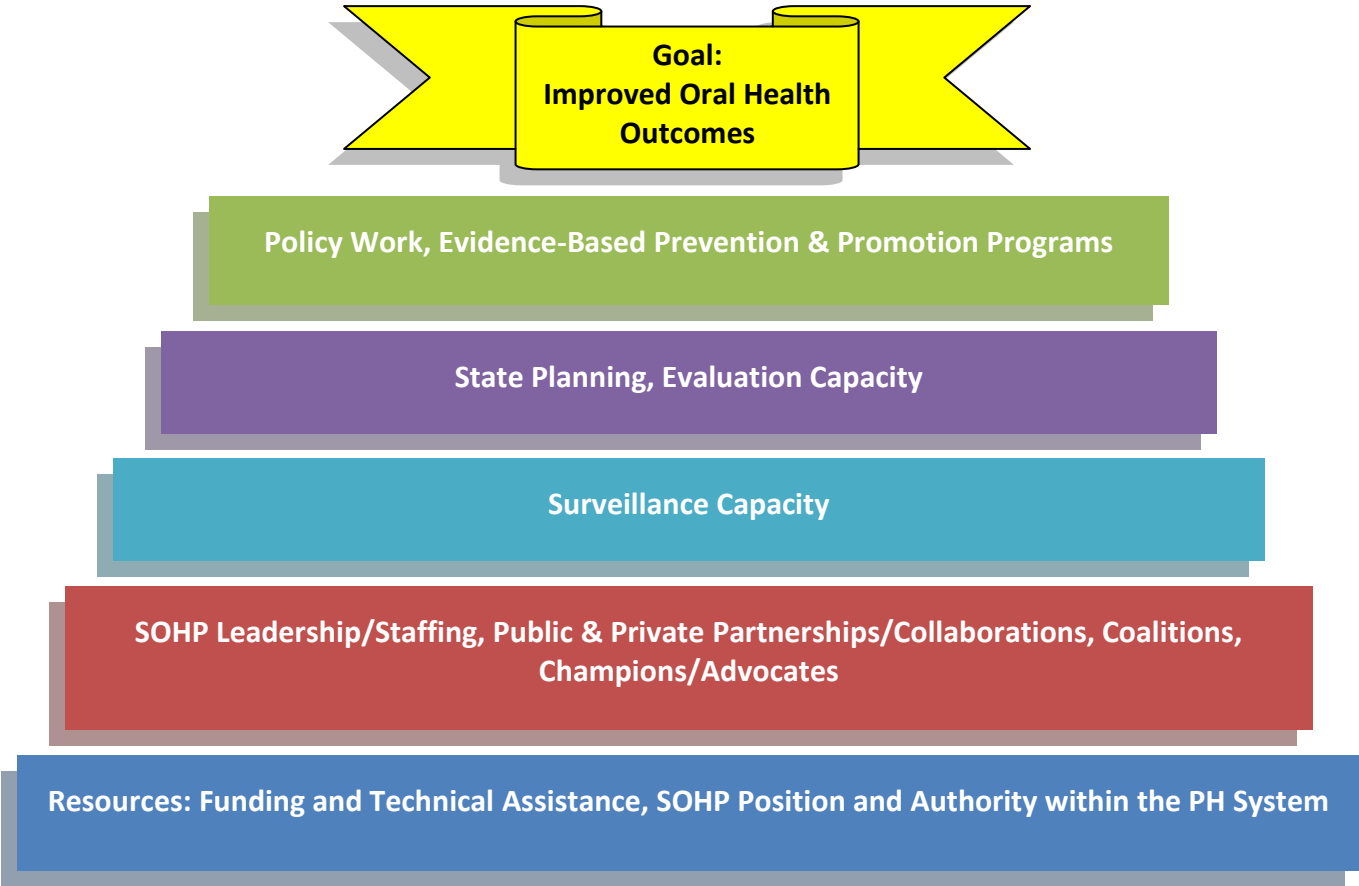 Goal:
Improved Oral Health
Outcomes
Policy Work, Evidence-Based Prevention & Promotion Programs
State Planning, Evaluation Capacity
Surveillance Capacity
SOHP Leadership/Staffing, Public & Private Partnerships/Collaborations, Coalitions,
Champions/Advocates
Resources: Funding and Technical Assistance, SOHP Position and Authority within the PH System